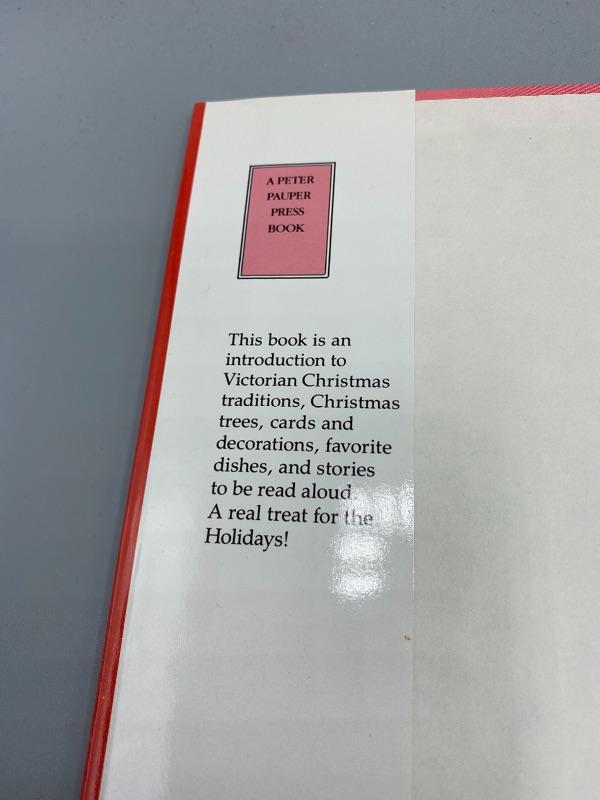 A PETER
PAUPER
PRESS
BOOK
This book is an
introduction to
Victorian Christmas
traditions, Christmas
trees, cards and
decorations, favorite
dishes, and stories
to be read aloud.
A real treat for the
Holidays!